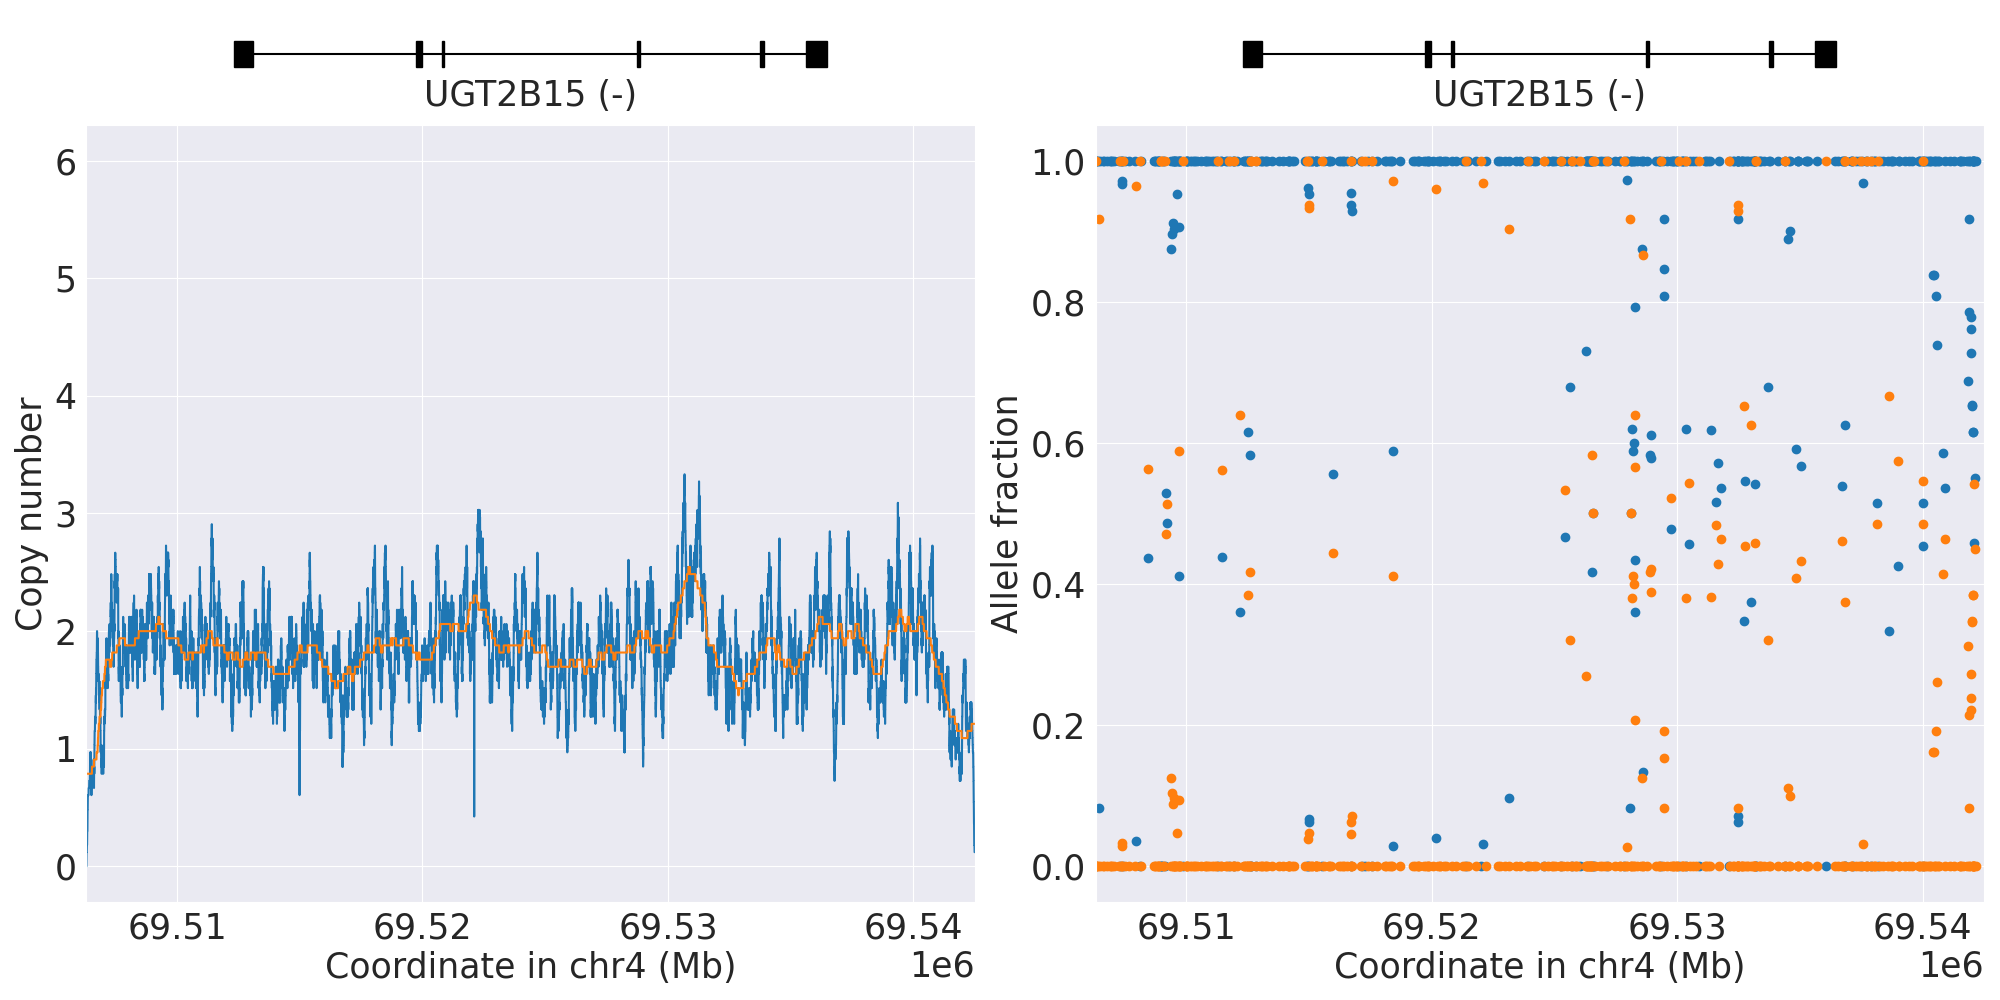 UGT2B15 (-)
6
5
4
3
2
1
0
Copy number
69.51 69.52 69.53 69.54
Coordinate in chr4 (Mb)
1e6
UGT2B15 (-)
1.0
0.8
0.6
0.4
0.2
0.0
Allele fraction
69.51 69.52 69.53 69.54
Coordinate in chr4 (Mb)
1e6